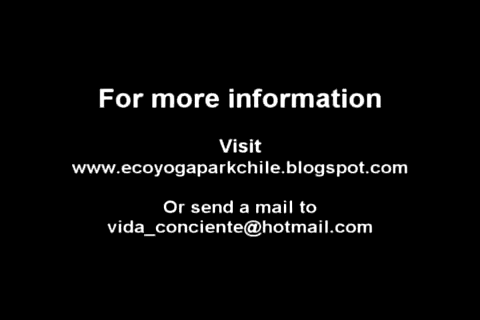 For more information
Visit
www.ecoyogaparkchile.blogspot.com
Or send a mail to
vida_conciente@hotmail.com